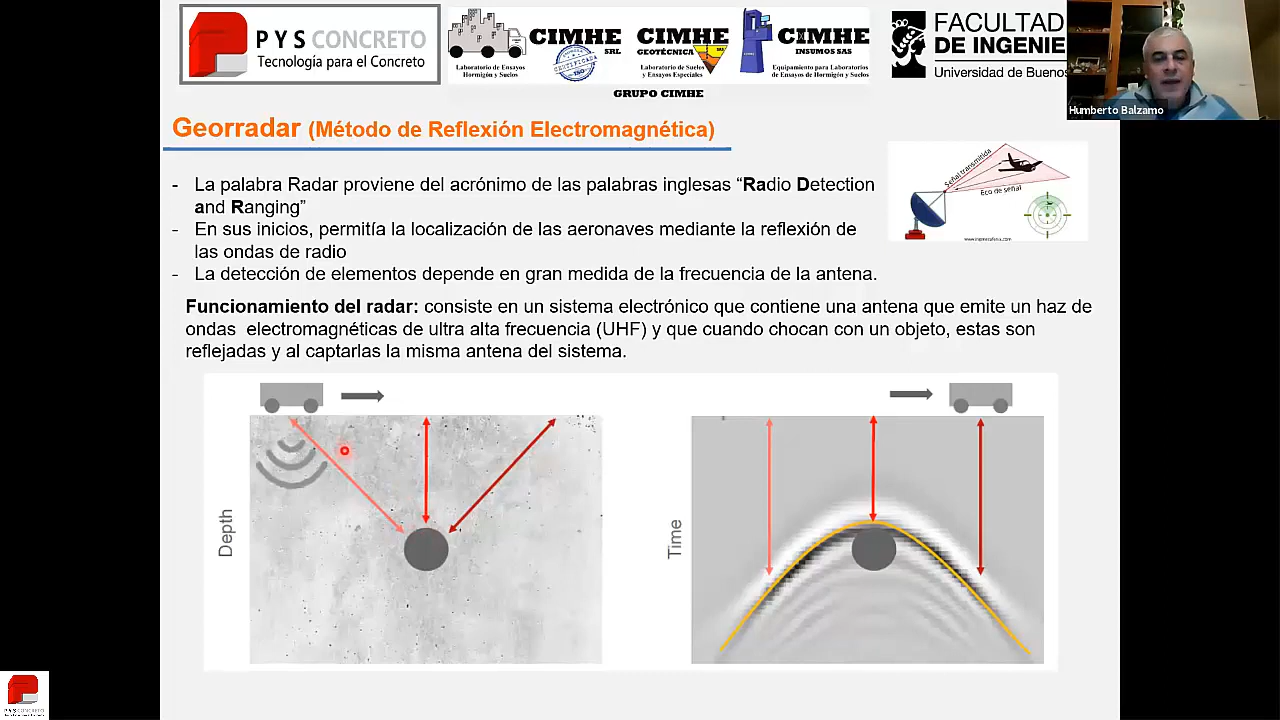 PYS CONCRETO
Tecnología para el Concreto
CIMHE SRL
Laboratorio de Ensayos
Hormigón y Suelos
CERTIFICADA
ISO
CIMHE
GEOTÉCNICA
Laboratorio de Suelos
y Ensayos Especiales
CIMHE
INSUMOS SAS
Equipamiento para Laboratorios
de Ensayos de Hormigón y Suelos
GRUPO CIMHE
FACULTAD
DE INGENIE
Universidad de Buenos
Humberto Balzamo
Georradar (Método de Reflexión Electromagnética)
- La palabra Radar proviene del acrónimo de las palabras inglesas “Radio Detection
and Ranging”
- En sus inicios, permitía la localización de las aeronaves mediante la reflexión de
las ondas de radio
- La detección de elementos depende en gran medida de la frecuencia de la antena.
Señal transmitida
Eco de señal
Funcionamiento del radar: consiste en un sistema electrónico que contiene una antena que emite un haz de
ondas electromagnéticas de ultra alta frecuencia (UHF) y que cuando chocan con un objeto, estas son
reflejadas y al captarlas la misma antena del sistema.
Depth
Time
PYS